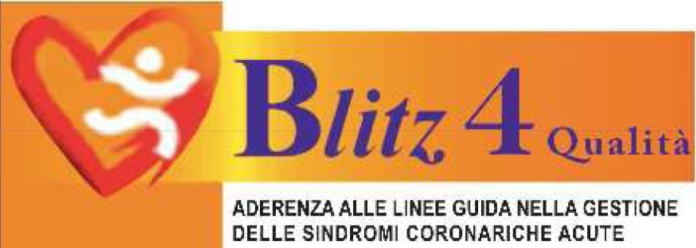 Blitz 4 Qualità
ADERENZA ALLE LINEE GUIDA NELLA GESTIONE
DELLE SINDROMI CORONARICHE ACUTE